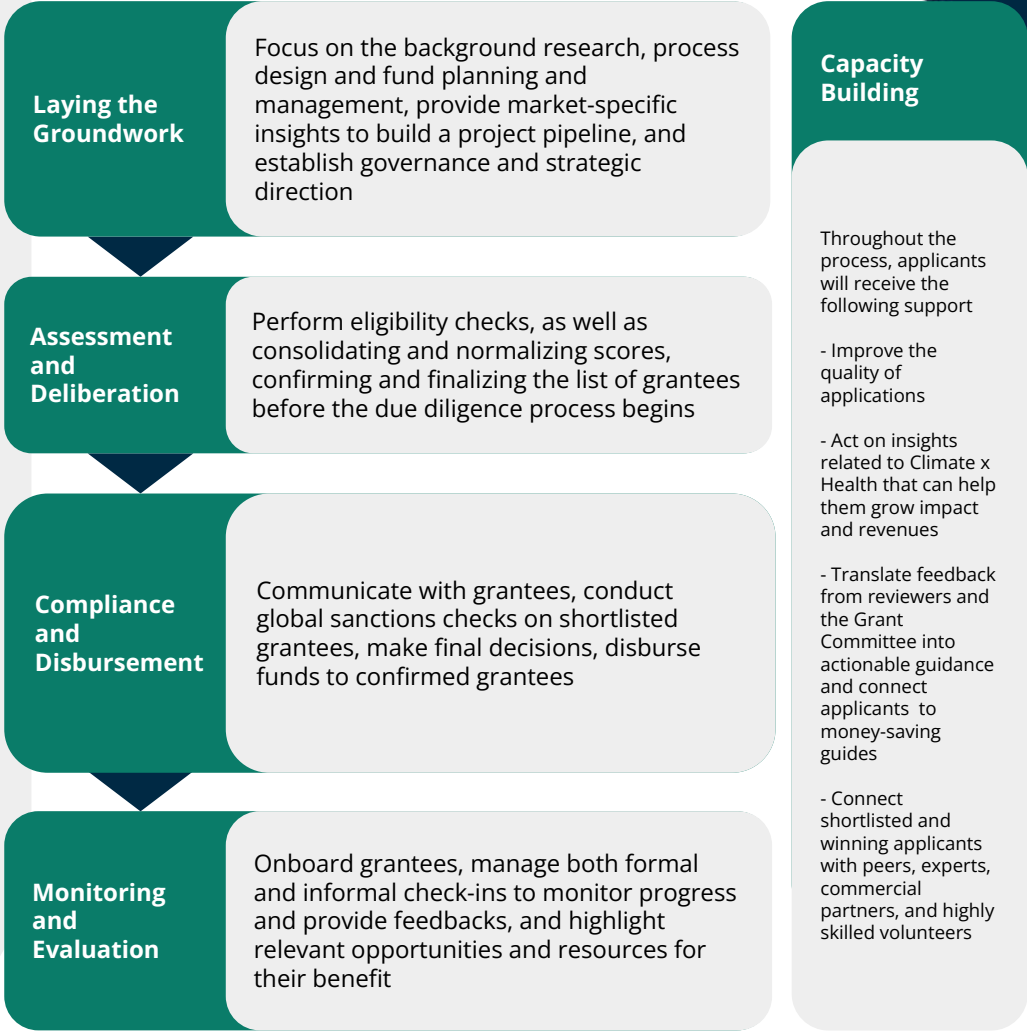 Laying the
Groundwork
Focus on the background research, process
design and fund planning and
management, provide market-specific
insights to build a project pipeline, and
establish governance and strategic
direction
Assessment
and
Deliberation
Perform eligibility checks, as well as
consolidating and normalizing scores,
confirming and finalizing the list of grantees
before the due diligence process begins
Compliance
and
Disbursement
Communicate with grantees, conduct
global sanctions checks on shortlisted
grantees, make final decisions, disburse
funds to confirmed grantees
Monitoring
and
Evaluation
Onboard grantees, manage both formal
and informal check-ins to monitor progress
and provide feedbacks, and highlight
relevant opportunities and resources for
their benefit
Capacity
Building
Throughout the
process, applicants
will receive the
following support
- Improve the
quality of
applications
- Act on insights
related to Climate x
Health that can help
them grow impact
and revenues
- Translate feedback
from reviewers and
the Grant
Committee into
actionable guidance
and connect
applicants  to
money-saving
guides
- Connect
shortlisted and
winning applicants
with peers, experts,
commercial
partners, and highly
skilled volunteers